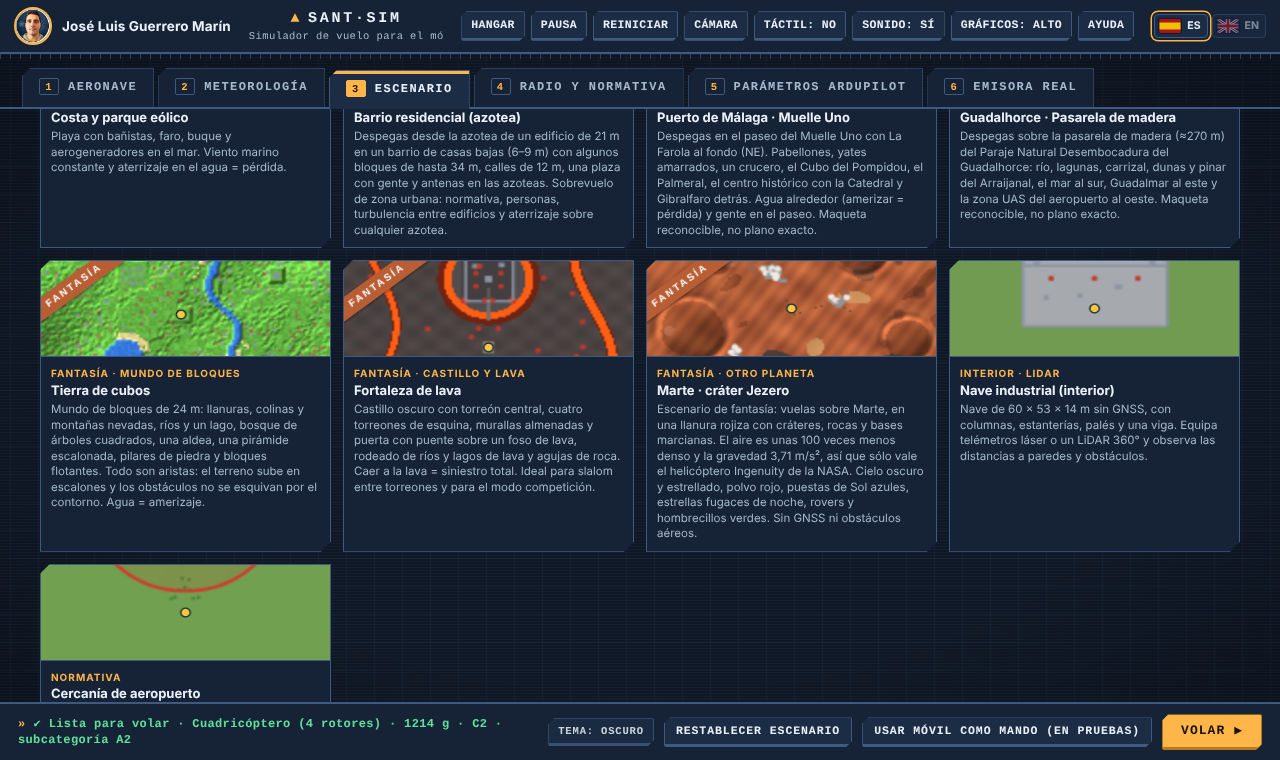 José Luis Guerrero Marín
▲ SANT·SIM
Simulador de vuelo para el mó
HANGAR
PAUSA
REINICIAR
CÁMARA
TÁCTIL: NO
SONIDO: SÍ
GRÁFICOS: ALTO
AYUDA
ES
EN
1 AERONAVE
2 METEOROLOGÍA
3 ESCENARIO
4 RADIO Y NORMATIVA
5 PARÁMETROS ARDUPILOT
6 EMISORA REAL
Costa y parque eólico
Playa con bañistas, faro, buque y
aerogeneradores en el mar. Viento marino
constante y aterrizaje en el agua = pérdida.
Barrio residencial (azotea)
Despegas desde la azotea de un edificio de 21 m
en un barrio de casas bajas (6–9 m) con algunos
bloques de hasta 34 m, calles de 12 m, una plaza
con gente y antenas en las azoteas. Sobrevuelo
de zona urbana: normativa, personas,
turbulencia entre edificios y aterrizaje sobre
cualquier azotea.
Puerto de Málaga · Muelle Uno
Despegas en el paseo del Muelle Uno con La
Farola al fondo (NE). Pabellones, yates
amarrados, un crucero, el Cubo del Pompidou, el
Palmeral, el centro histórico con la Catedral y
Gibralfaro detrás. Agua alrededor (amerizar =
pérdida) y gente en el paseo. Maqueta
reconocible, no plano exacto.
Guadalhorce · Pasarela de madera
Despegas sobre la pasarela de madera (≈270 m)
del Paraje Natural Desembocadura del
Guadalhorce: río, lagunas, carrizal, dunas y pinar
del Arraijanal, el mar al sur, Guadalmar al este y
la zona UAS del aeropuerto al oeste. Maqueta
reconocible, no plano exacto.
FANTASÍA
FANTASÍA · MUNDO DE BLOQUES
Tierra de cubos
Mundo de bloques de 24 m: llanuras, colinas y
montañas nevadas, ríos y un lago, bosque de
árboles cuadrados, una aldea, una pirámide
escalonada, pilares de piedra y bloques
flotantes. Todo son aristas: el terreno sube en
escalones y los obstáculos no se esquivan por el
contorno. Agua = amerizaje.
FANTASÍA
FANTASÍA · CASTILLO Y LAVA
Fortaleza de lava
Castillo oscuro con torreón central, cuatro
torreones de esquina, murallas almenadas y
puerta con puente sobre un foso de lava,
rodeado de ríos y lagos de lava y agujas de roca.
Caer a la lava = siniestro total. Ideal para slalom
entre torreones y para el modo competición.
FANTASÍA
FANTASÍA · OTRO PLANETA
Marte · cráter Jezero
Escenario de fantasía: vuelas sobre Marte, en
una llanura rojiza con cráteres, rocas y bases
marcianas. El aire es unas 100 veces menos
denso y la gravedad 3,71 m/s², así que sólo vale
el helicóptero Ingenuity de la NASA. Cielo oscuro
y estrellado, polvo rojo, puestas de Sol azules,
estrellas fugaces de noche, rovers y
hombrecillos verdes. Sin GNSS ni obstáculos
aéreos.
INTERIOR · LIDAR
Nave industrial (interior)
Nave de 60 × 53 × 14 m sin GNSS, con
columnas, estanterías, palés y una viga. Equipa
telémetros láser o un LiDAR 360° y observa las
distancias a paredes y obstáculos.
NORMATIVA
Cercanía de aeropuerto
» ✔ Lista para volar · Cuadricóptero (4 rotores) · 1214 g · C2 ·
subcategoría A2
TEMA: OSCURO
RESTABLECER ESCENARIO
USAR MÓVIL COMO MANDO (EN PRUEBAS)
VOLAR ►